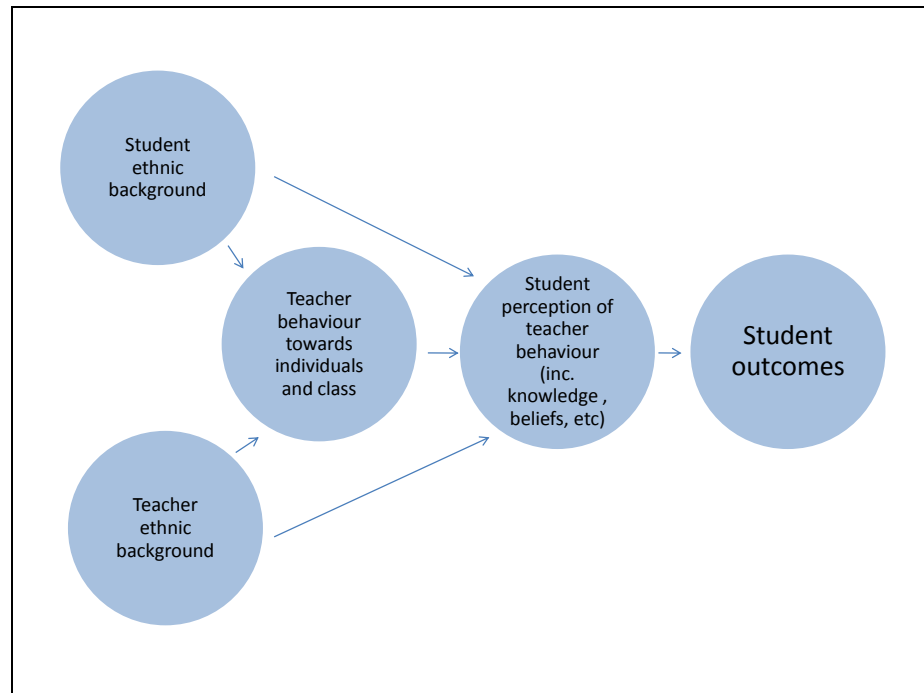 Student
ethnic
background
Teacher
behaviour
towards
individuals
and class
Student
perception of
teacher
behaviour
(inc.
knowledge ,
beliefs, etc)
Student
outcomes
Teacher
ethnic
background